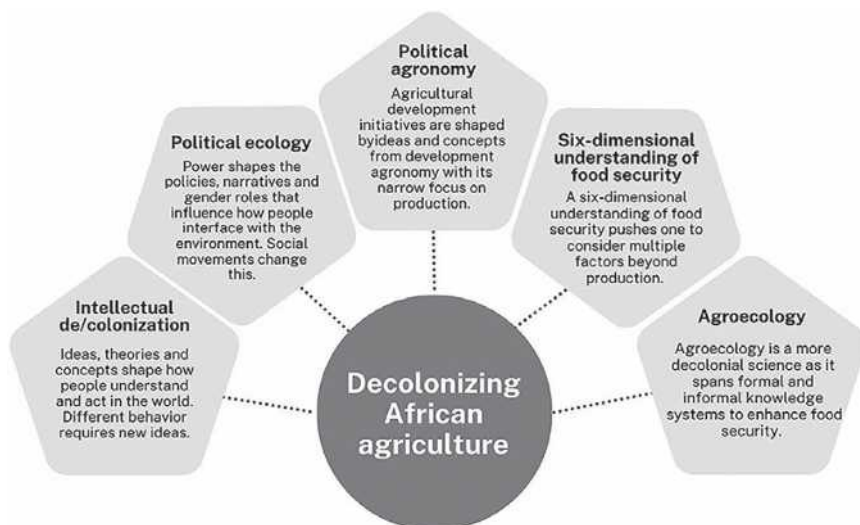 Political
agronomy
Agricultural
development
initiatives are shaped
byideas and concepts
from development
agronomy with its
narrow focus on
production.
Political ecology
Power shapes the
policies, narratives and
gender roles that
influence how people
interface with the
environment. Social
movements change
this.
Six-dimensional
understanding of
food security
A six-dimensional
understanding of food
security pushes one to
consider multiple
factors beyond
production.
Intellectual
de/colonization
Ideas, theories and
concepts shape how
people understand
and act in the world.
Different behavior
requires new ideas.
Agroecology
Agroecology is a more
decolonial science as it
spans formal and
informal knowledge
systems to enhance food
security.
Decolonizing
African
agriculture